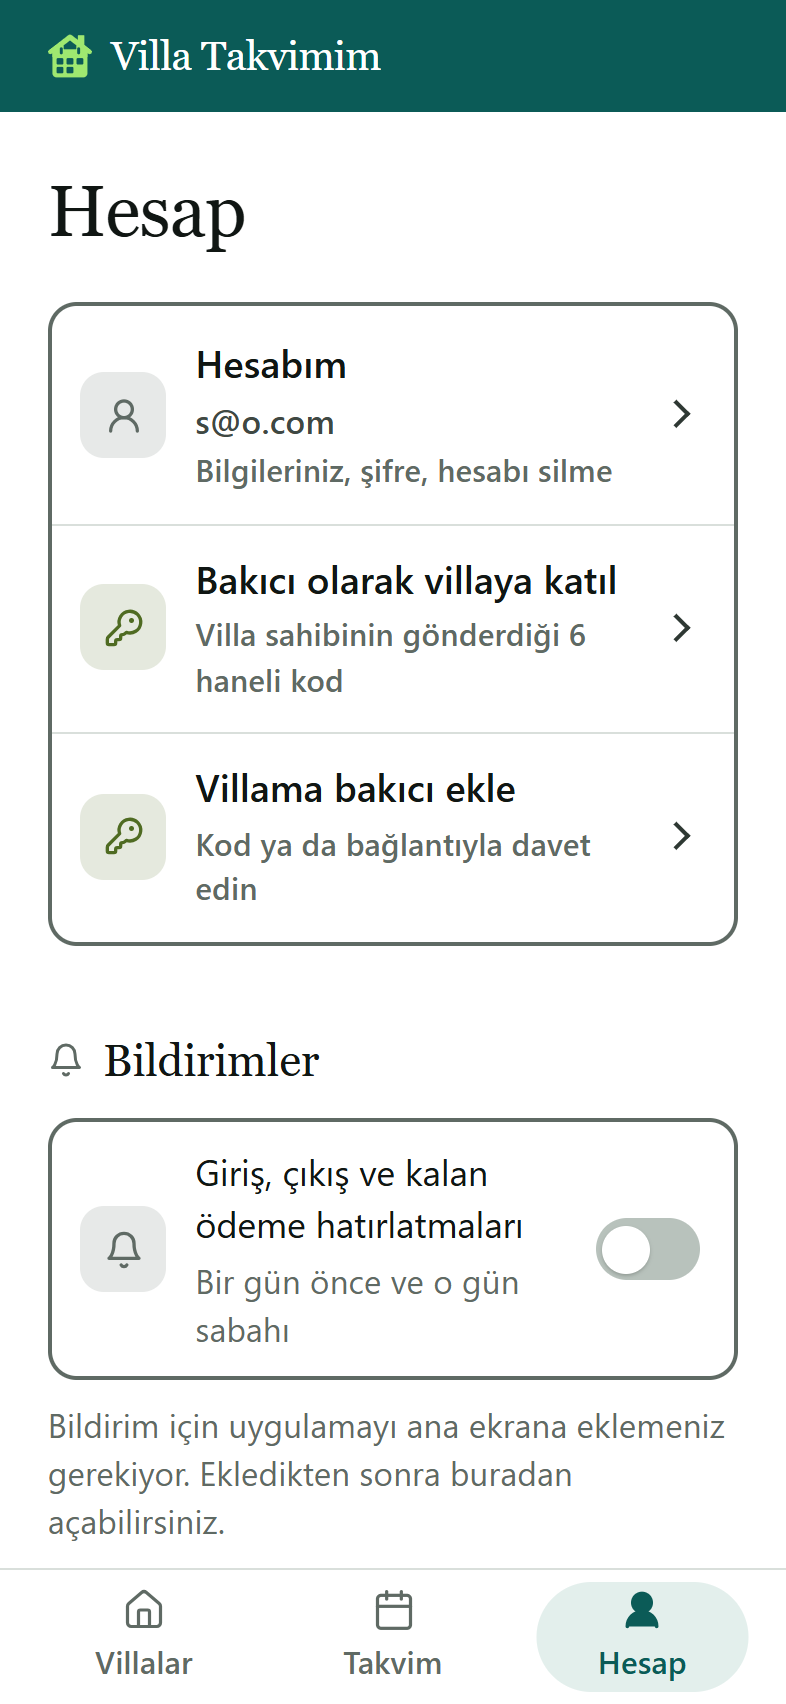 Villa Takvimim
Hesap
Hesabım
s@o.com
Bilgileriniz, şifre, hesabı silme
Bakıcı olarak villaya katıl
Villa sahibinin gönderdiği 6
haneli kod
Villama bakıcı ekle
Kod ya da bağlantıyla davet
edin
Bildirimler
Giriş, çıkış ve kalan
ödeme hatırlatmaları
Bir gün önce ve o gün
sabahı
Bildirim için uygulamayı ana ekrana eklemeniz
gerekiyor. Ekledikten sonra buradan
açabilirsiniz.
Villalar
Takvim
Hesap